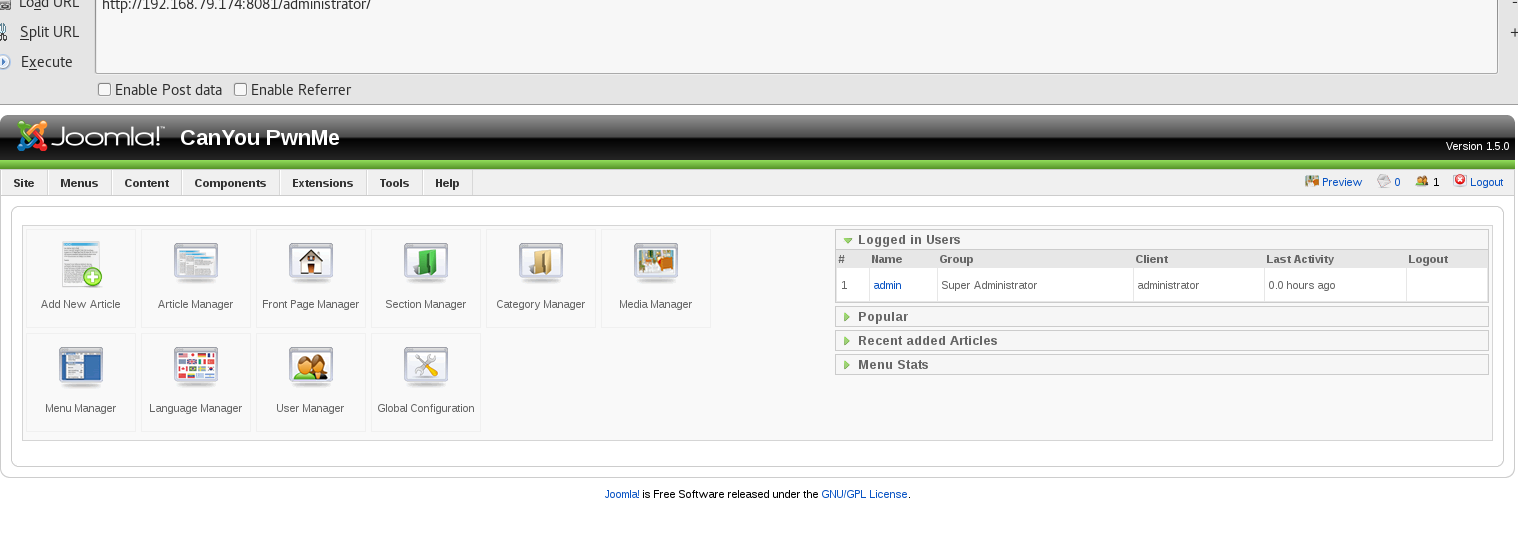 Load URL
http://192.168.79.174:8081/administrator/
Split URL
Execute
Enable Post data Enable Referrer
Joomla!™ CanYou PwnMe
Version 1.5.0
Site Menus Content Components Extensions Tools Help Preview 0 1 Logout
Add New Article Article Manager Front Page Manager Section Manager Category Manager Media Manager
Menu Manager Language Manager User Manager Global Configuration
Logged in Users
# Name Group Client Last Activity Logout
1 admin Super Administrator administrator 0.0 hours ago
Popular
Recent added Articles
Menu Stats
Joomla! is Free Software released under the GNU/GPL License.